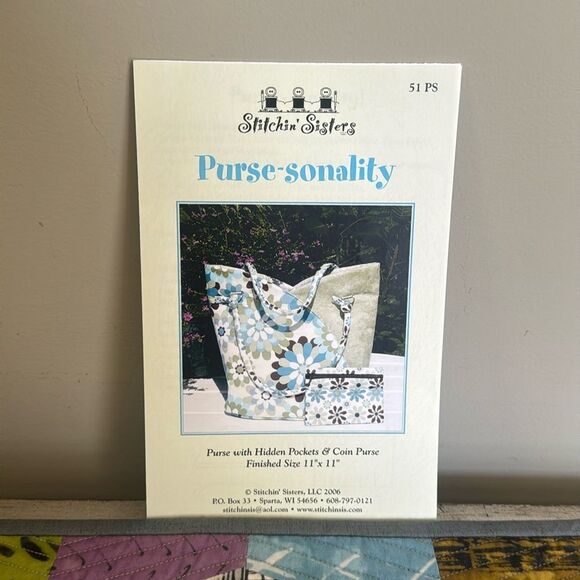 51 PS
Stitchin' Sisters
Purse-sonality
Purse with Hidden Pockets & Coin Purse
Finished Size 11"x 11"
© Stitchin' Sisters, LLC 2006
P.O. Box 33 • Sparta, WI 54656 • 608-797-0121
stitchinsis@aol.com • www.stitchinsis.com